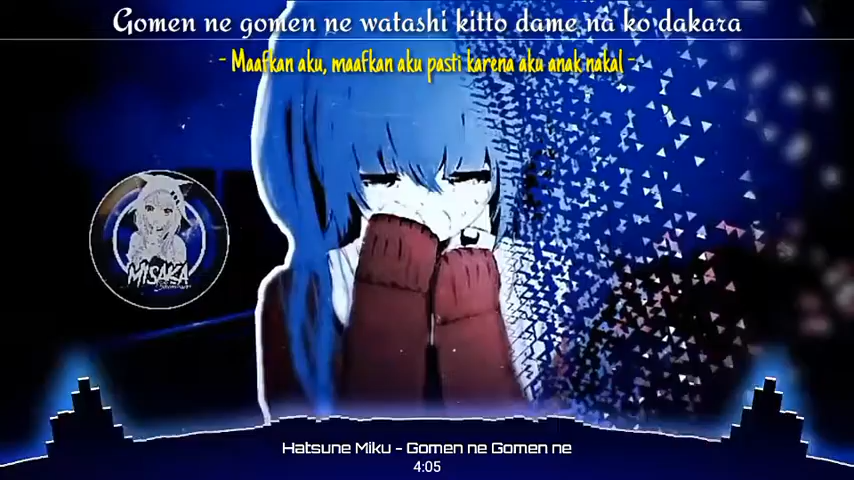 Gomen ne gomen ne watashi kitto dame na ko dakara
- Maafkan aku, maafkan aku pasti karena aku anak nakal -
MISAKA
Hatsune Miku - Gomen ne Gomen ne
4:05